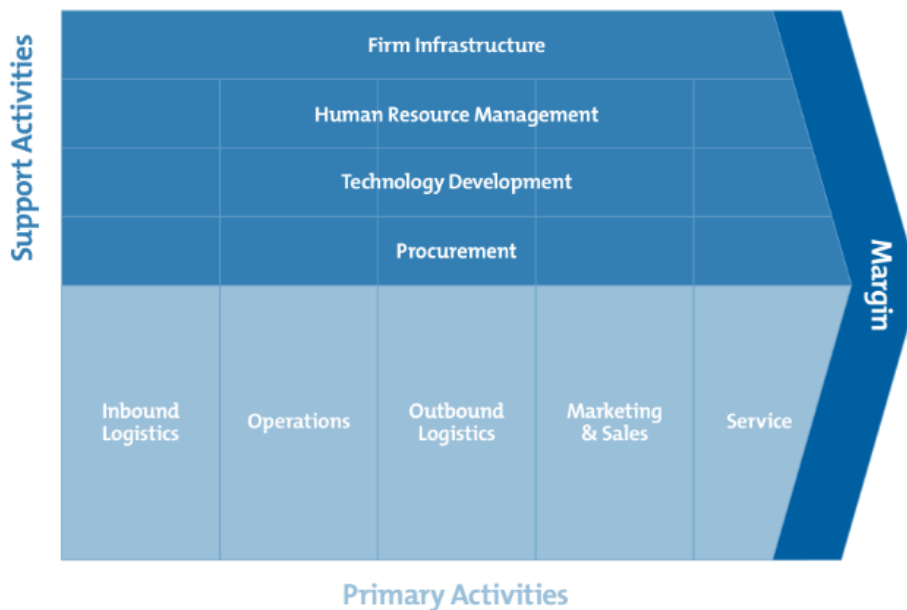 Support Activities
Firm Infrastructure
Human Resource Management
Technology Development
Procurement
Margin
Inbound
Logistics
Operations
Outbound
Logistics
Marketing
& Sales
Service
Primary Activities